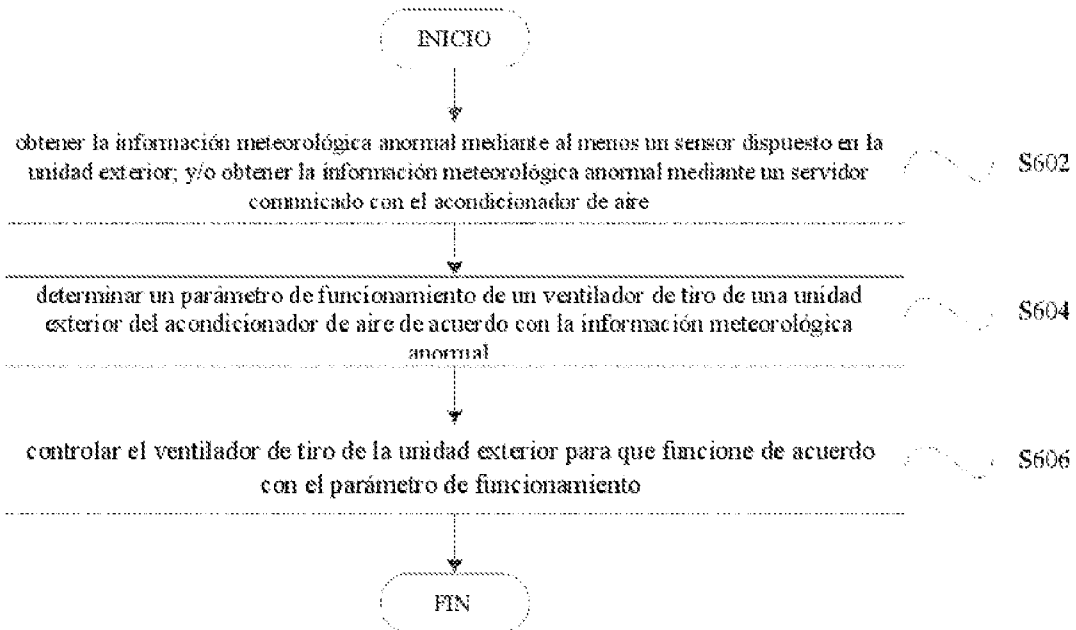 INICIO
obtener la información meteorológica anormal mediante al menos un sensor dispuesto en la
unidad exterior; y/o obtener la información meteorológica anormal mediante un servidor
comunicado con el acondicionador de aire
S602
determinar un parámetro de funcionamiento de un ventilador de tiro de una unidad
exterior del acondicionador de aire de acuerdo con la información meteorológica
anormal
S604
controlar el ventilador de tiro de la unidad exterior para que funcione de acuerdo
con el parámetro de funcionamiento
S606
FIN